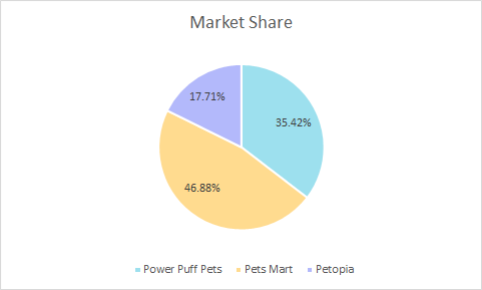 Market Share
17.71%
35.42%
46.88%
Power Puff Pets Pets Mart Petopia